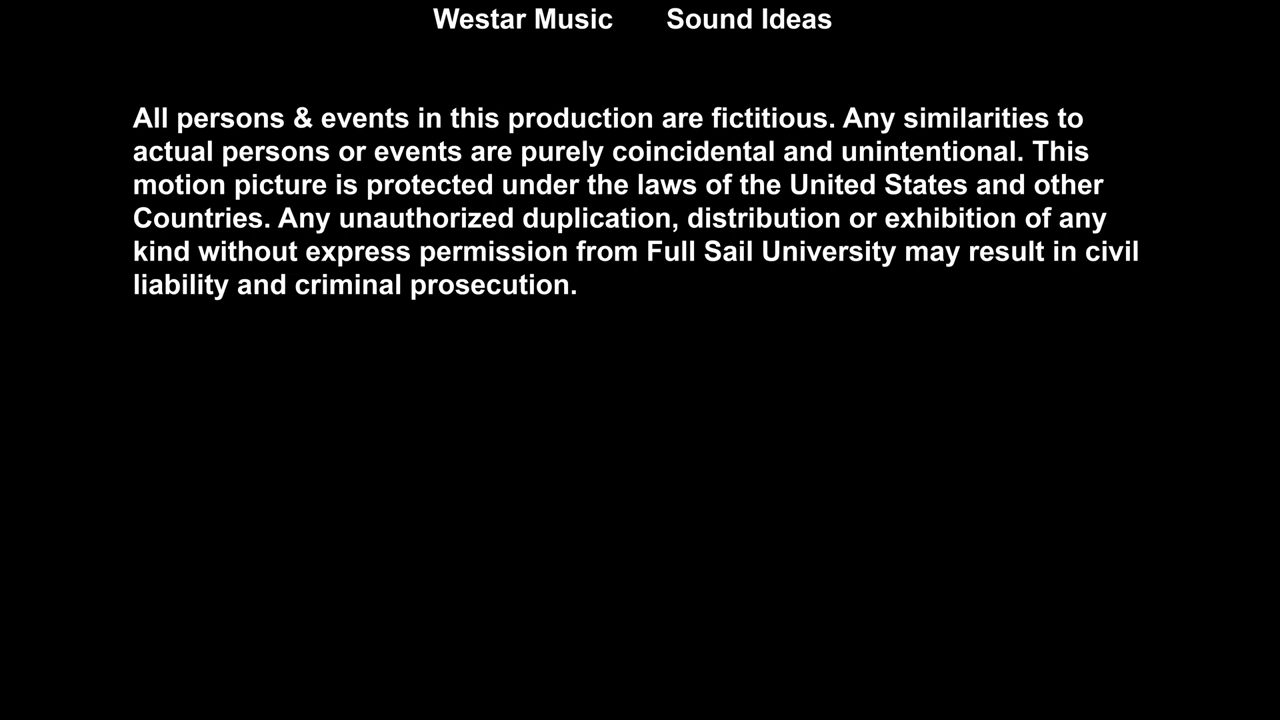 Westar Music Sound Ideas
All persons & events in this production are fictitious. Any similarities to
actual persons or events are purely coincidental and unintentional. This
motion picture is protected under the laws of the United States and other
Countries. Any unauthorized duplication, distribution or exhibition of any
kind without express permission from Full Sail University may result in civil
liability and criminal prosecution.